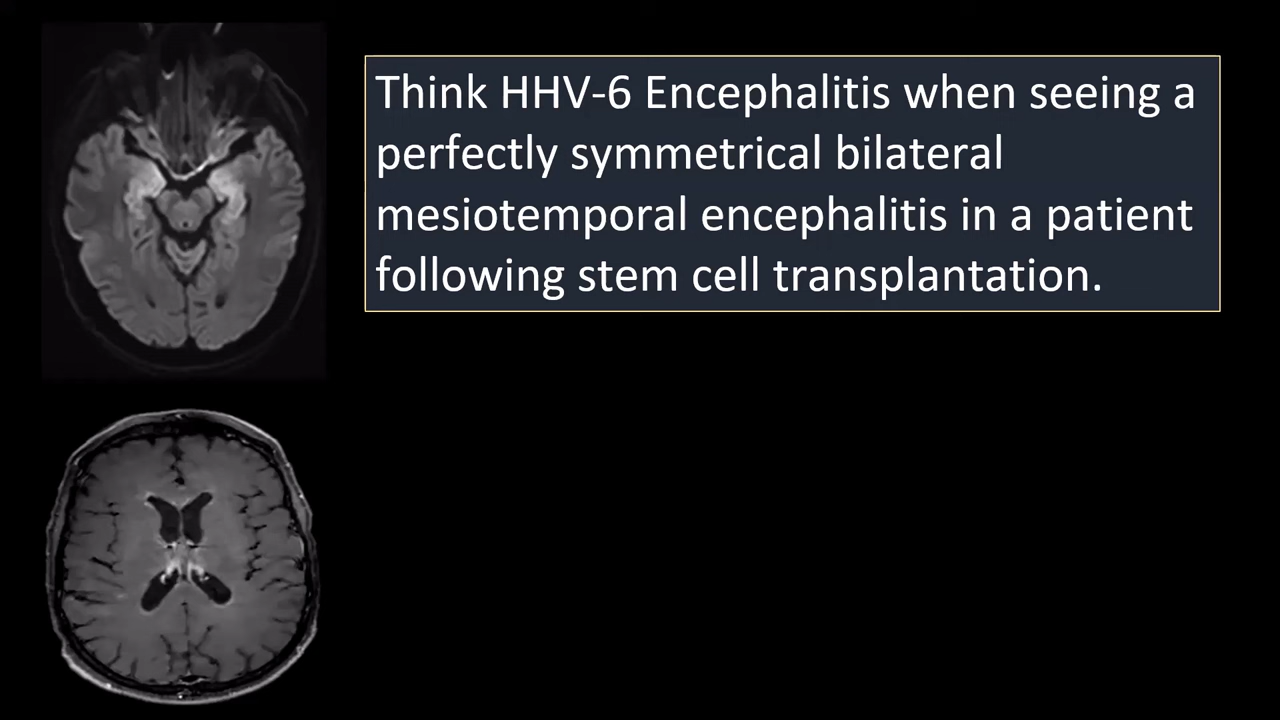 Think HHV-6 Encephalitis when seeing a
perfectly symmetrical bilateral
mesiotemporal encephalitis in a patient
following stem cell transplantation.